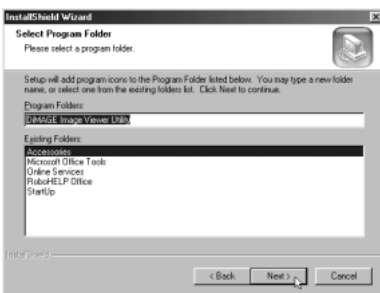 InstallShield Wizard
Select Program Folder
Please select a program folder.
Setup will add program icons to the Program Folder listed below. You may type a new folder
name, or select one from the existing folders list. Click Next to continue.
Program Folders:
DiMAGE Image Viewer Utility
Existing Folders:
Accessories
Microsoft Office Tools
Online Services
RoboHELP Office
StartUp
InstallShield
< Back
Next >
Cancel